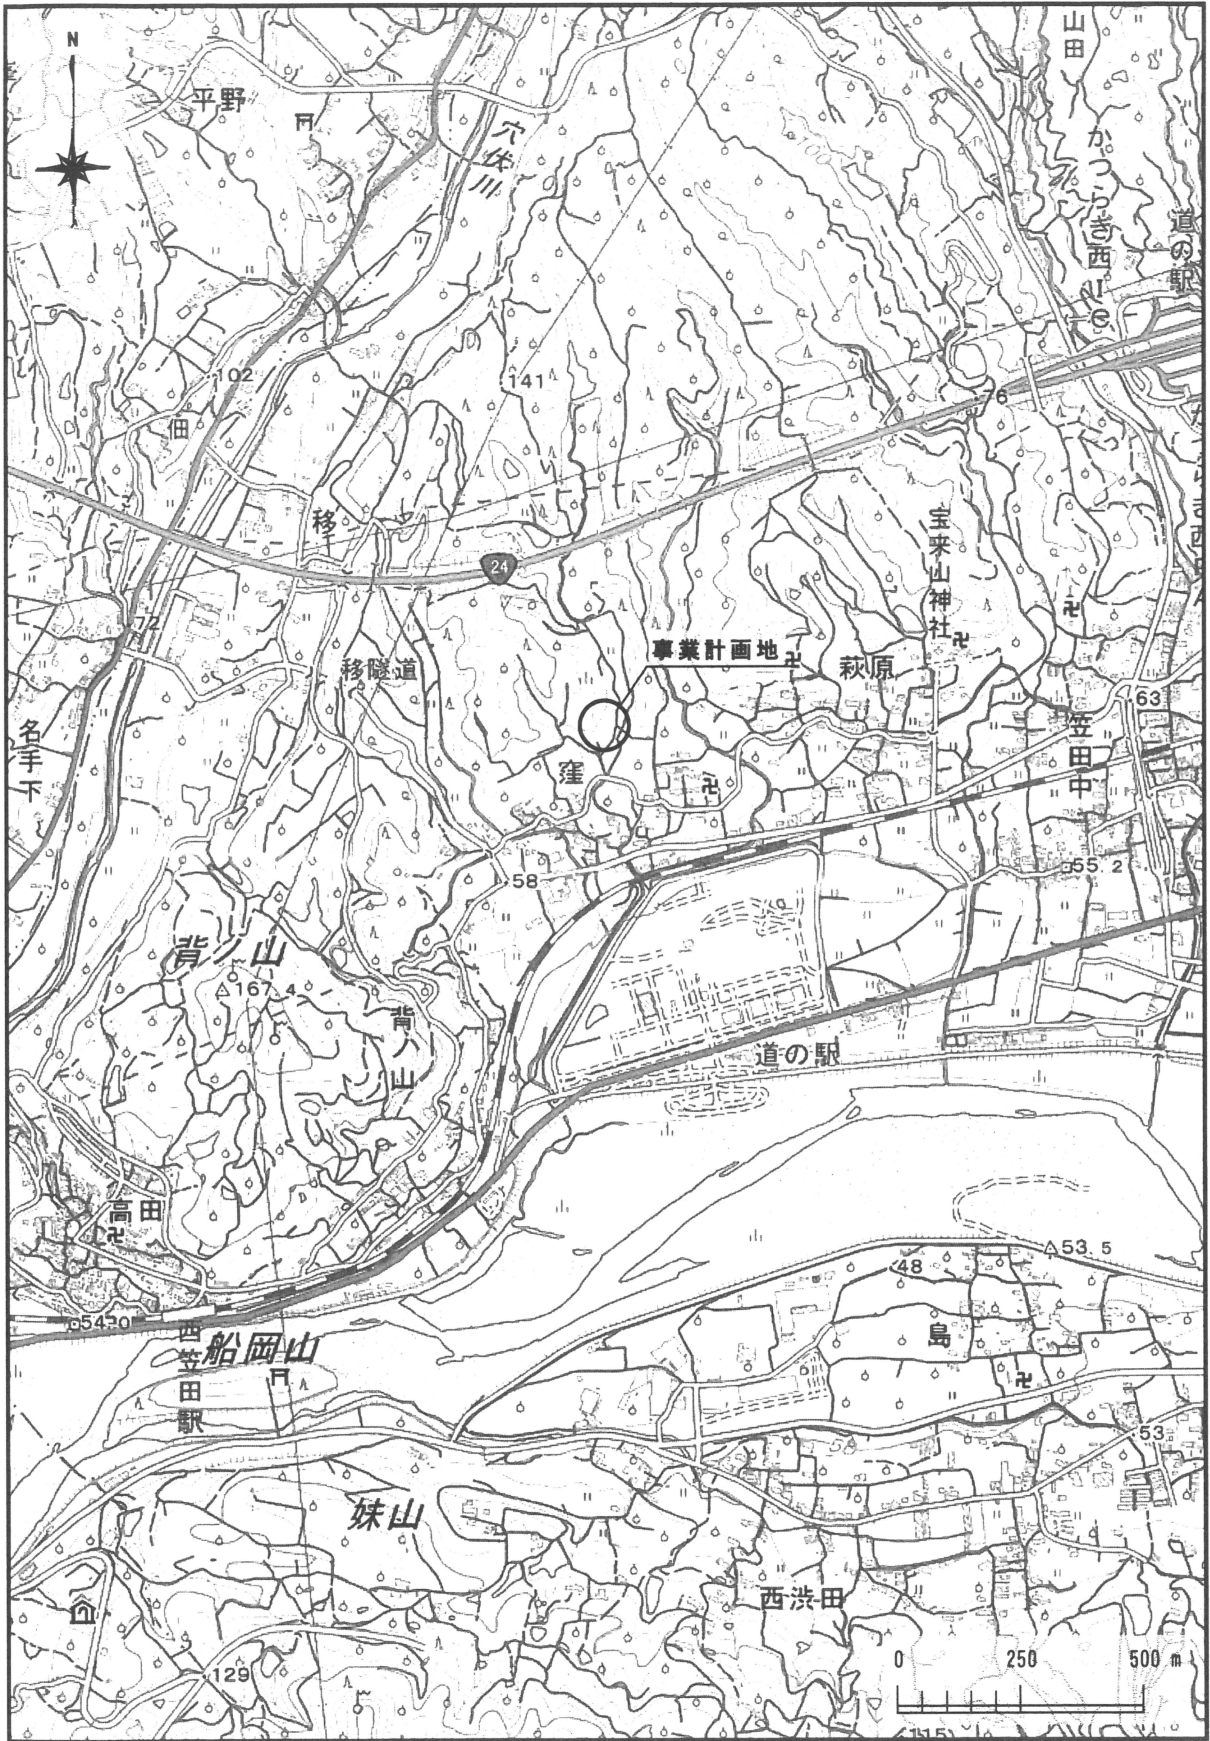 N
平野
穴伏川
山田
かつらぎ西IC
道の駅
102
佃
141
76
移
24
宝来山神社
72
移隧道
事業計画地
萩原
63
名手下
窪
笠田中
58
55.2
背ノ山
167.4
背ノ山
道の駅
高田
53.5
48
島
54.0
西笠田駅
船岡山
53
妹山
西渋田
129
0 250 500 m
115